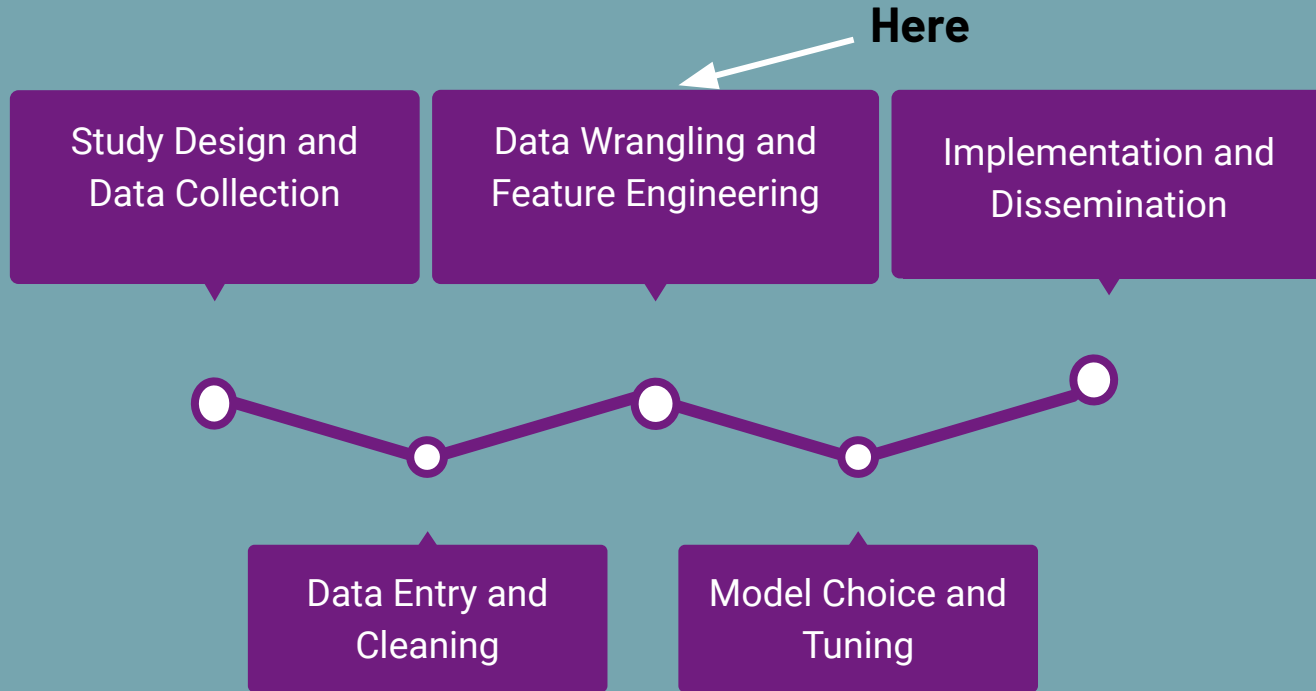 Here
Study Design and
Data Collection
Data Wrangling and
Feature Engineering
Implementation and
Dissemination
Data Entry and
Cleaning
Model Choice and
Tuning